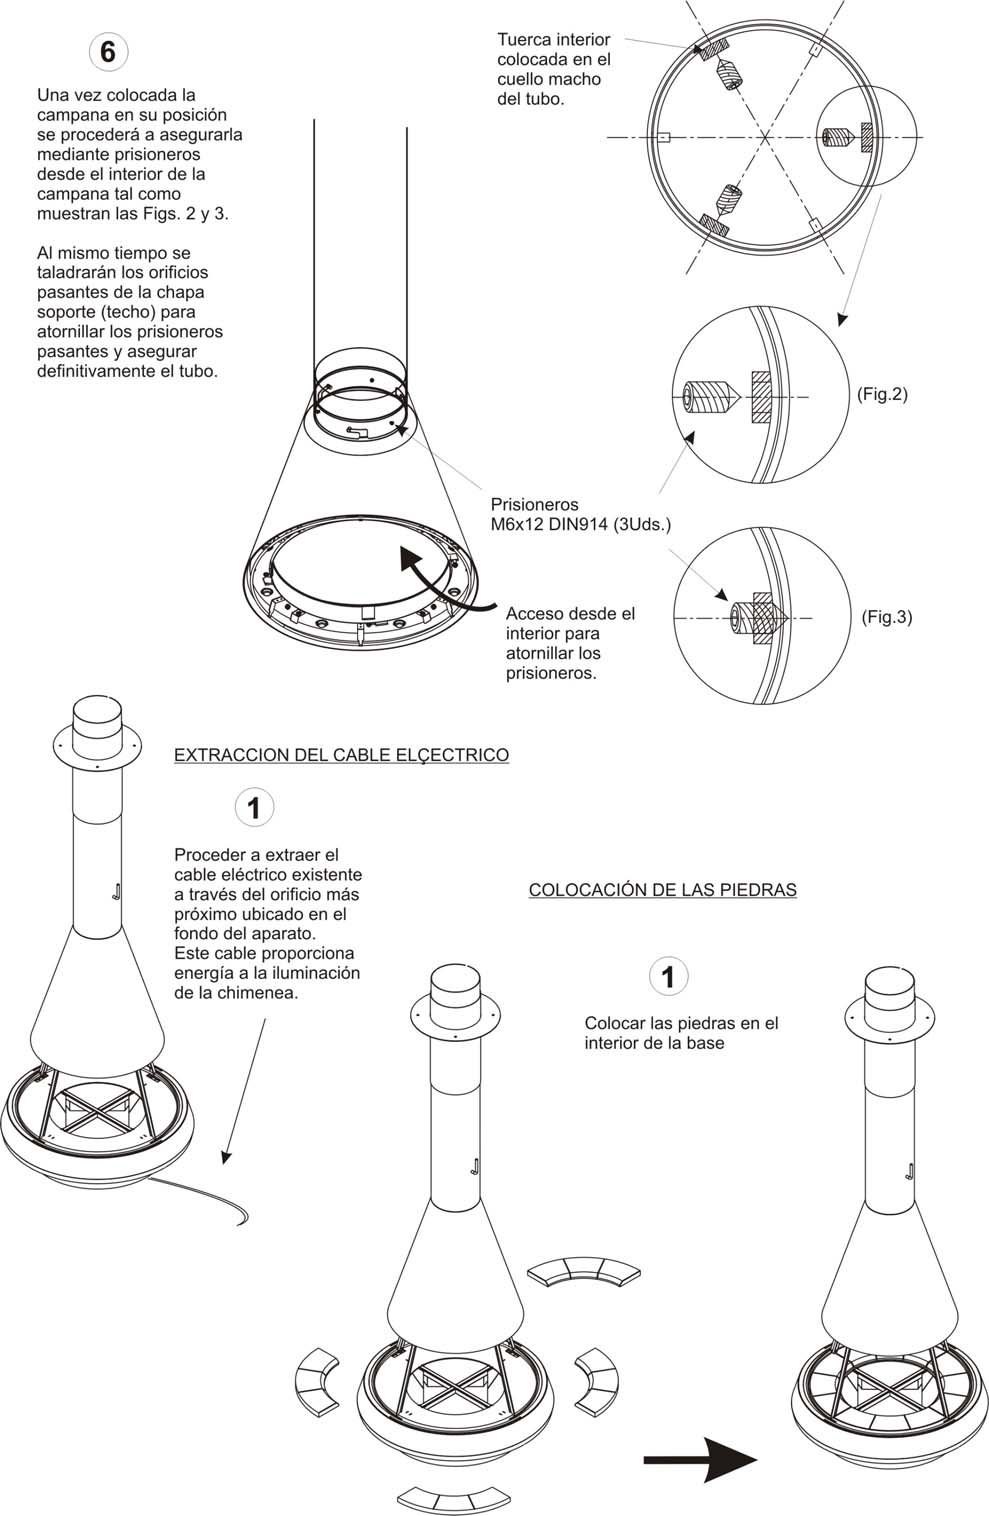 6
Una vez colocada la
campana en su posición
se procederá a asegurarla
mediante prisioneros
desde el interior de la
campana tal como
muestran las Figs. 2 y 3.
Al mismo tiempo se
taladrarán los orificios
pasantes de la chapa
soporte (techo) para
atornillar los prisioneros
pasantes y asegurar
definitivamente el tubo.
Tuerca interior
colocada en el
cuello macho
del tubo.
(Fig.2)
Prisioneros
M6x12 DIN914 (3Uds.)
(Fig.3)
Acceso desde el
interior para
atornillar los
prisioneros.
EXTRACCION DEL CABLE ELÇECTRICO
1
Proceder a extraer el
cable eléctrico existente
a través del orificio más
próximo ubicado en el
fondo del aparato.
Este cable proporciona
energía a la iluminación
de la chimenea.
COLOCACIÓN DE LAS PIEDRAS
1
Colocar las piedras en el
interior de la base